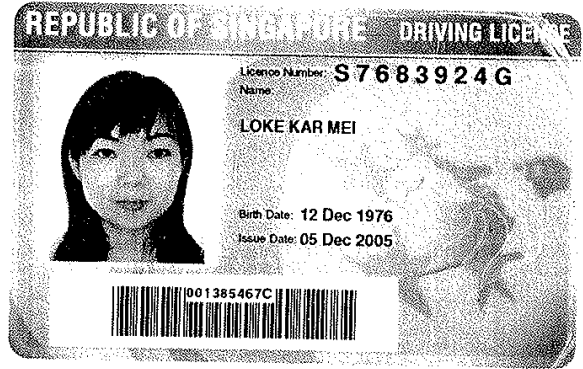 REPUBLIC OF SINGAPORE DRIVING LICENCE
Licence Number: S7683924G
Name:
LOKE KAR MEI
Birth Date: 12 Dec 1976
Issue Date: 05 Dec 2005
001385467C